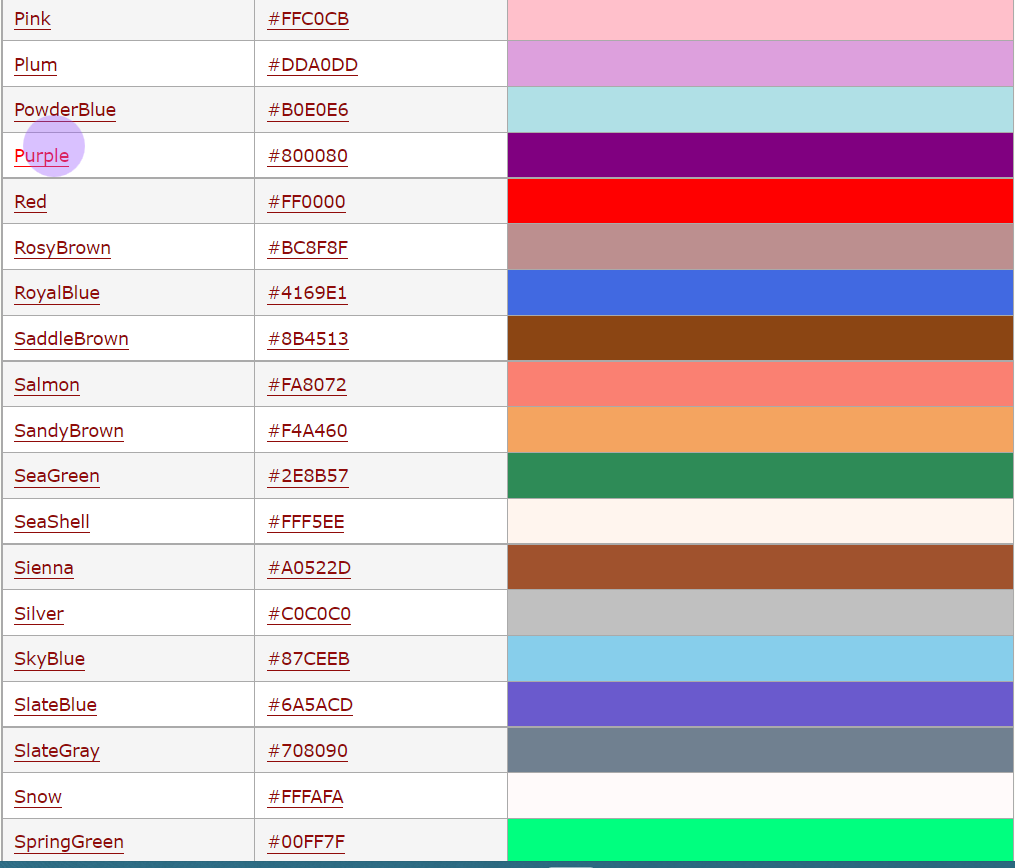 Pink #FFC0CB
Plum #DDA0DD
PowderBlue #B0E0E6
Purple #800080
Red #FF0000
RosyBrown #BC8F8F
RoyalBlue #4169E1
SaddleBrown #8B4513
Salmon #FA8072
SandyBrown #F4A460
SeaGreen #2E8B57
SeaShell #FFF5EE
Sienna #A0522D
Silver #C0C0C0
SkyBlue #87CEEB
SlateBlue #6A5ACD
SlateGray #708090
Snow #FFFAFA
SpringGreen #00FF7F